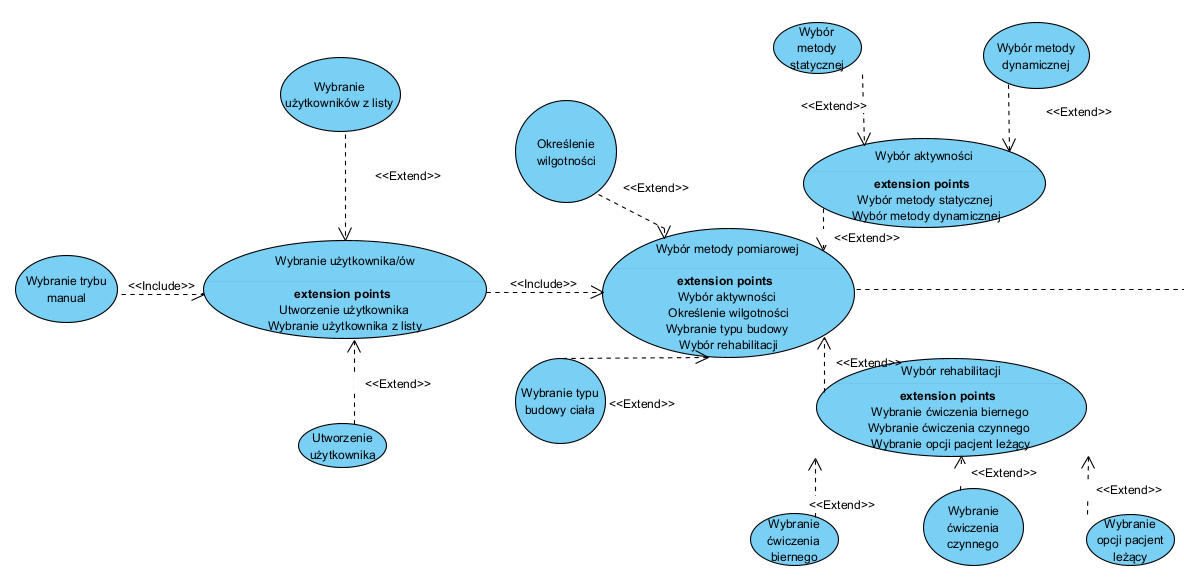 Wybór
metody
statycznej
Wybór metody
dynamicznej
<<Extend>>
<<Extend>>
Wybranie
użytkowników z listy
<<Extend>>
Określenie
wilgotności
<<Extend>>
Wybór aktywności
extension points
Wybór metody statycznej
Wybór metody dynamicznej
<<Extend>>
Wybranie trybu
manual
<<Include>>
Wybranie użytkownika/ów
extension points
Utworzenie użytkownika
Wybranie użytkownika z listy
<<Include>>
Wybór metody pomiarowej
extension points
Wybór aktywności
Określenie wilgotności
Wybranie typu budowy
Wybór rehabilitacji
<<Extend>>
Utworzenie
użytkownika
Wybranie typu
budowy ciała
<<Extend>>
<<Extend>>
Wybór rehabilitacji
extension points
Wybranie ćwiczenia biernego
Wybranie ćwiczenia czynnego
Wybranie opcji pacjent leżący
<<Extend>>
<<Extend>>
<<Extend>>
Wybranie
ćwiczenia
biernego
Wybranie
ćwiczenia
czynnego
Wybranie
opcji pacjent
leżący